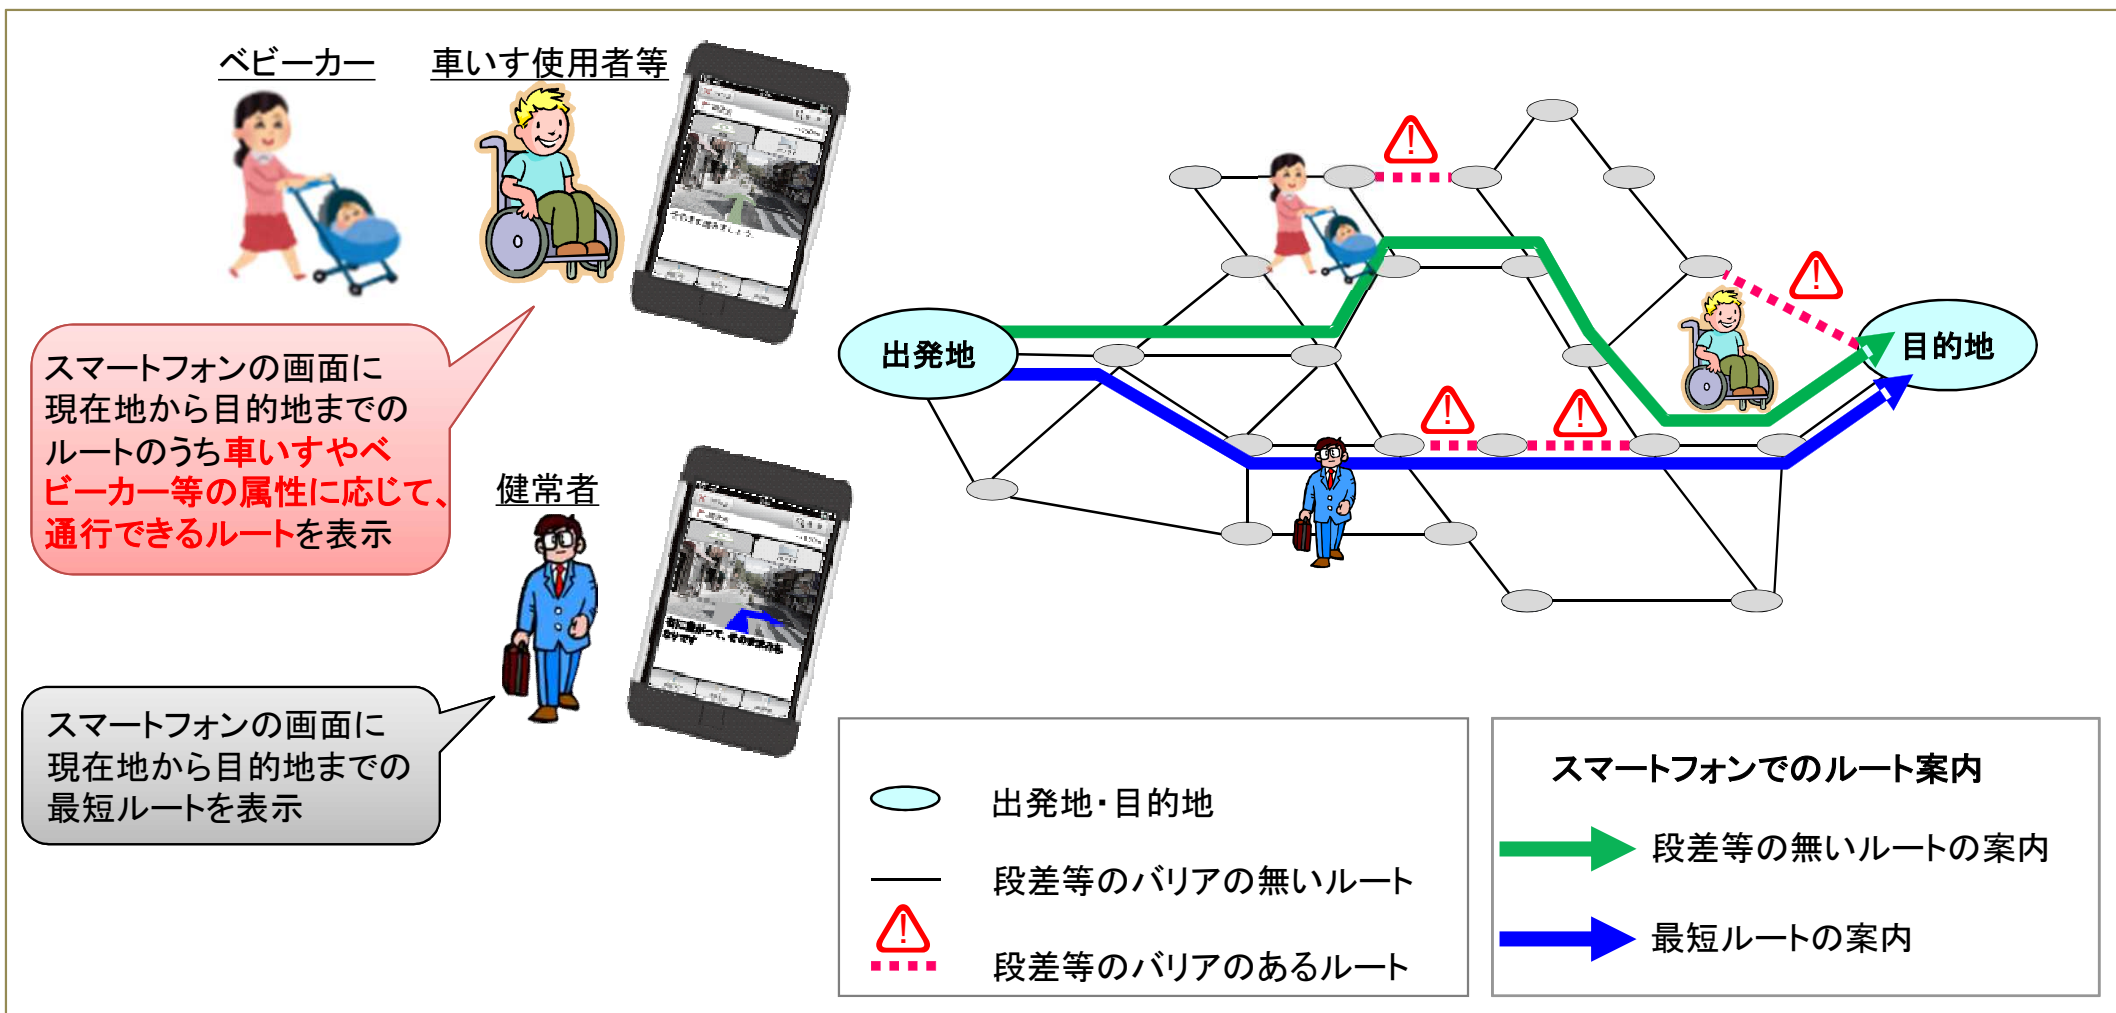 ベビーカー
車いす使用者等
スマートフォンの画面に
現在地から目的地までの
ルートのうち車いすやベ
ビーカー等の属性に応じて、
通行できるルートを表示
健常者
スマートフォンの画面に
現在地から目的地までの
最短ルートを表示
出発地
目的地
出発地・目的地
段差等のバリアの無いルート
段差等のバリアのあるルート
スマートフォンでのルート案内
段差等の無いルートの案内
最短ルートの案内